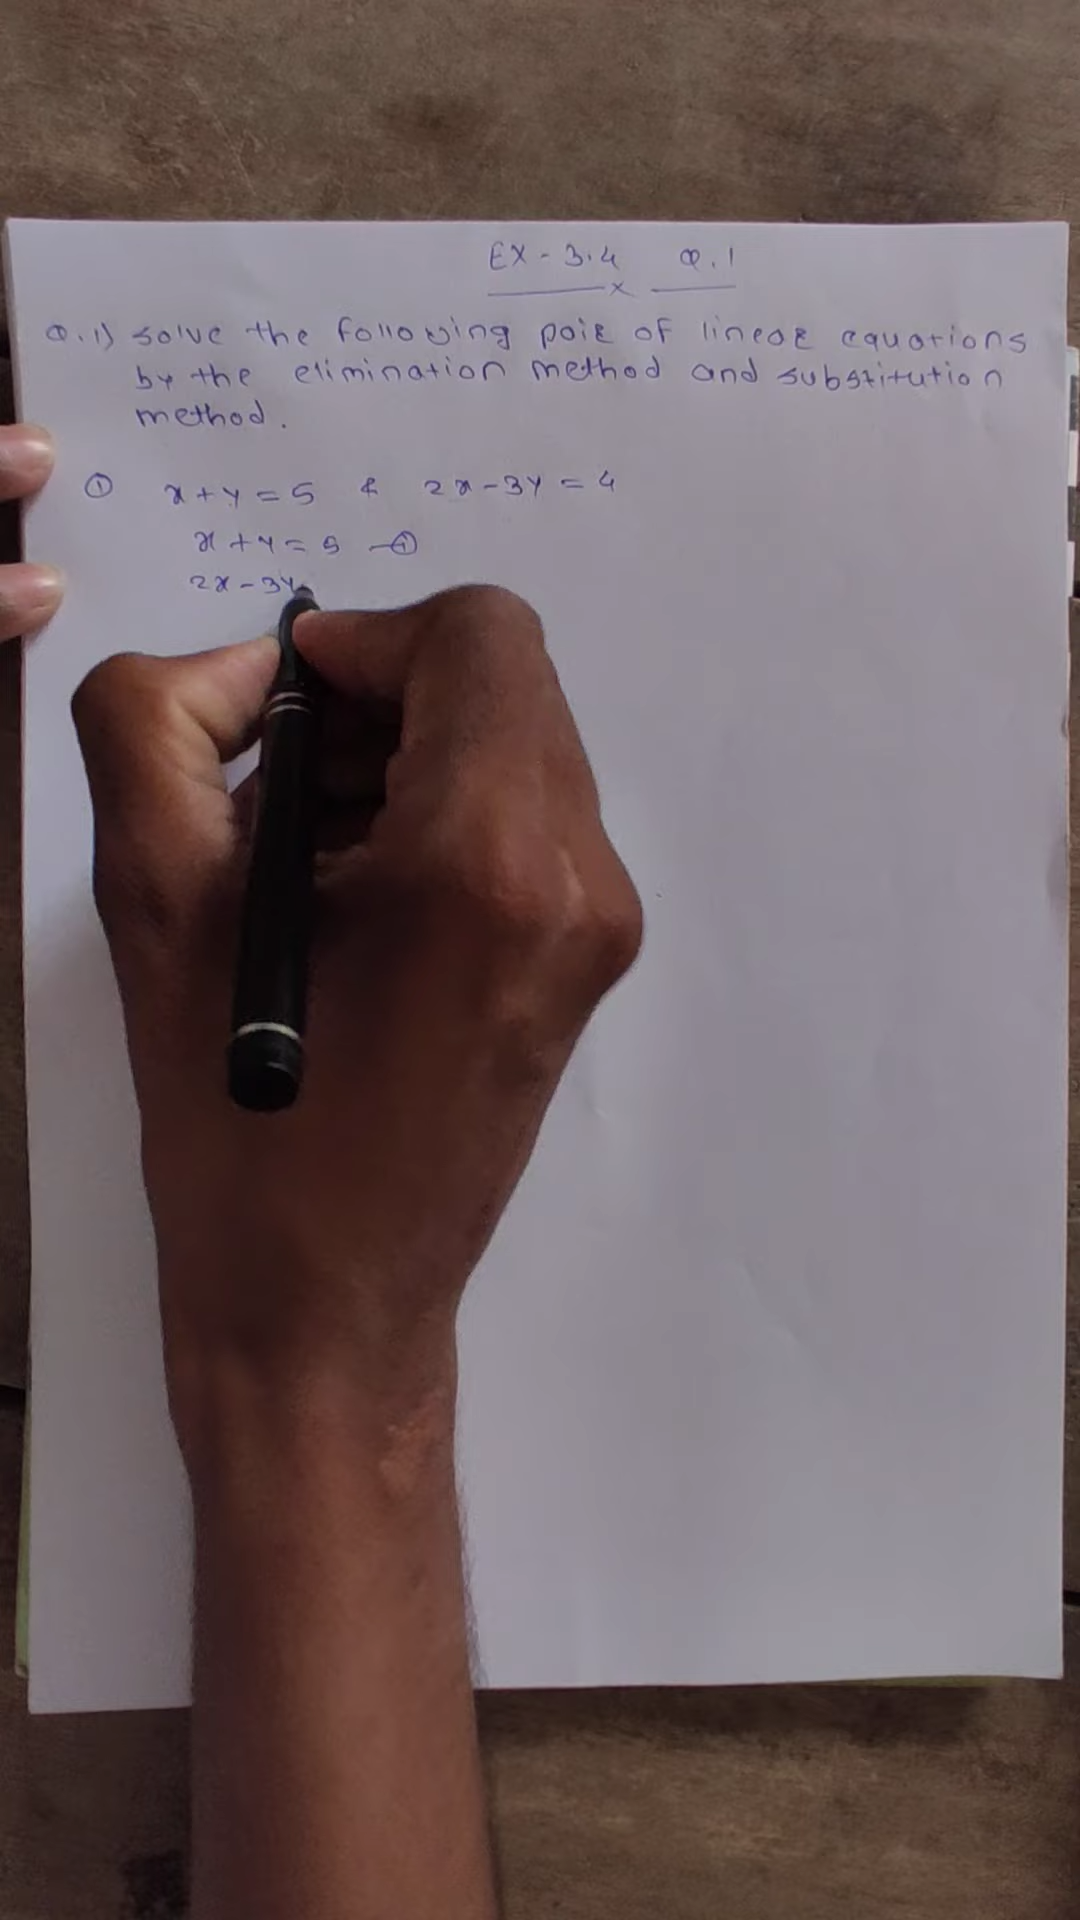 EX - 3.4 Q.1
Q.1) solve the following pair of linear equations
by the elimination method and substitution
method.
① x + y = 5 & 2x - 3y = 4
x + y = 5 —①
2x - 3y